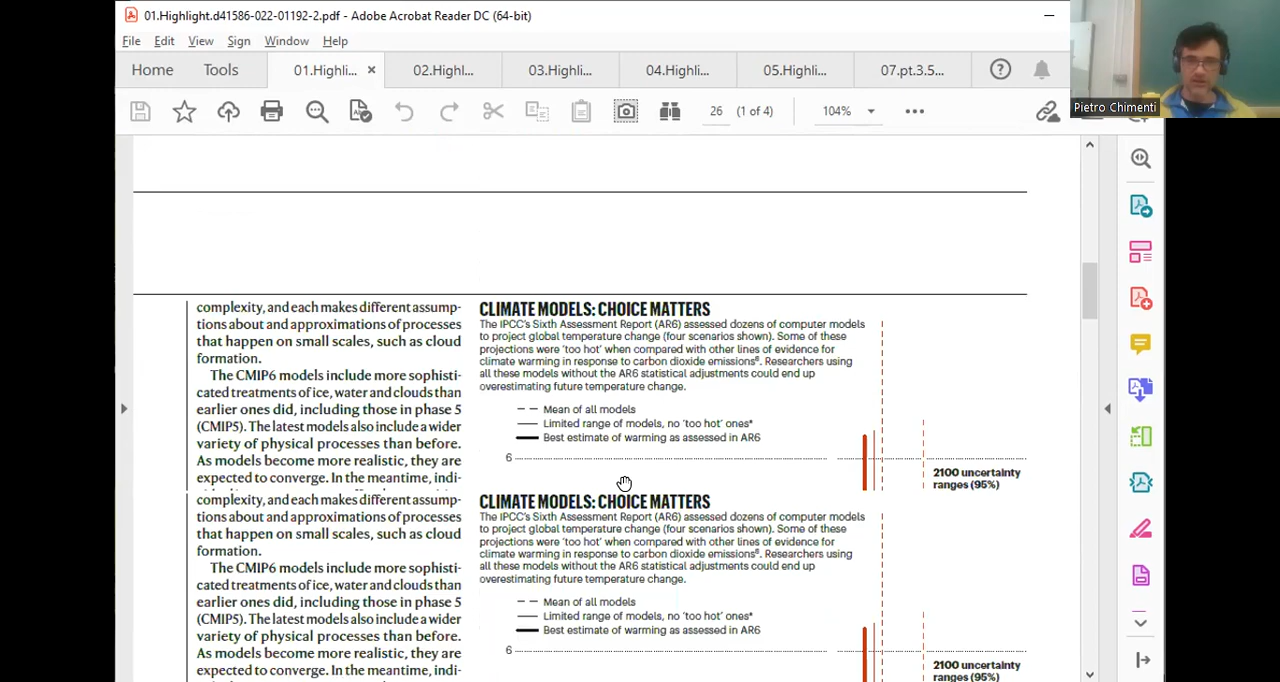 01.Highlight.d41586-022-01192-2.pdf - Adobe Acrobat Reader DC (64-bit)
File Edit View Sign Window Help
Home Tools 01.Highli... × 02.Highl... 03.Highli... 04.Highli... 05.Highli... 07.pt.3.5...
26 (1 of 4) 104%
Pietro Chimenti
complexity, and each makes different assump-
tions about and approximations of processes
that happen on small scales, such as cloud
formation.
The CMIP6 models include more sophisti-
cated treatments of ice, water and clouds than
earlier ones did, including those in phase 5
(CMIP5). The latest models also include a wider
variety of physical processes than before.
As models become more realistic, they are
expected to converge. In the meantime, indi-
CLIMATE MODELS: CHOICE MATTERS
The IPCC's Sixth Assessment Report (AR6) assessed dozens of computer models
to project global temperature change (four scenarios shown). Some of these
projections were 'too hot' when compared with other lines of evidence for
climate warming in response to carbon dioxide emissions⁶. Researchers using
all these models without the AR6 statistical adjustments could end up
overestimating future temperature change.
Mean of all models
Limited range of models, no 'too hot' ones*
Best estimate of warming as assessed in AR6
6
2100 uncertainty
ranges (95%)
complexity, and each makes different assump-
tions about and approximations of processes
that happen on small scales, such as cloud
formation.
The CMIP6 models include more sophisti-
cated treatments of ice, water and clouds than
earlier ones did, including those in phase 5
(CMIP5). The latest models also include a wider
variety of physical processes than before.
As models become more realistic, they are
expected to converge. In the meantime, indi-
CLIMATE MODELS: CHOICE MATTERS
The IPCC's Sixth Assessment Report (AR6) assessed dozens of computer models
to project global temperature change (four scenarios shown). Some of these
projections were 'too hot' when compared with other lines of evidence for
climate warming in response to carbon dioxide emissions⁶. Researchers using
all these models without the AR6 statistical adjustments could end up
overestimating future temperature change.
Mean of all models
Limited range of models, no 'too hot' ones*
Best estimate of warming as assessed in AR6
6
2100 uncertainty
ranges (95%)